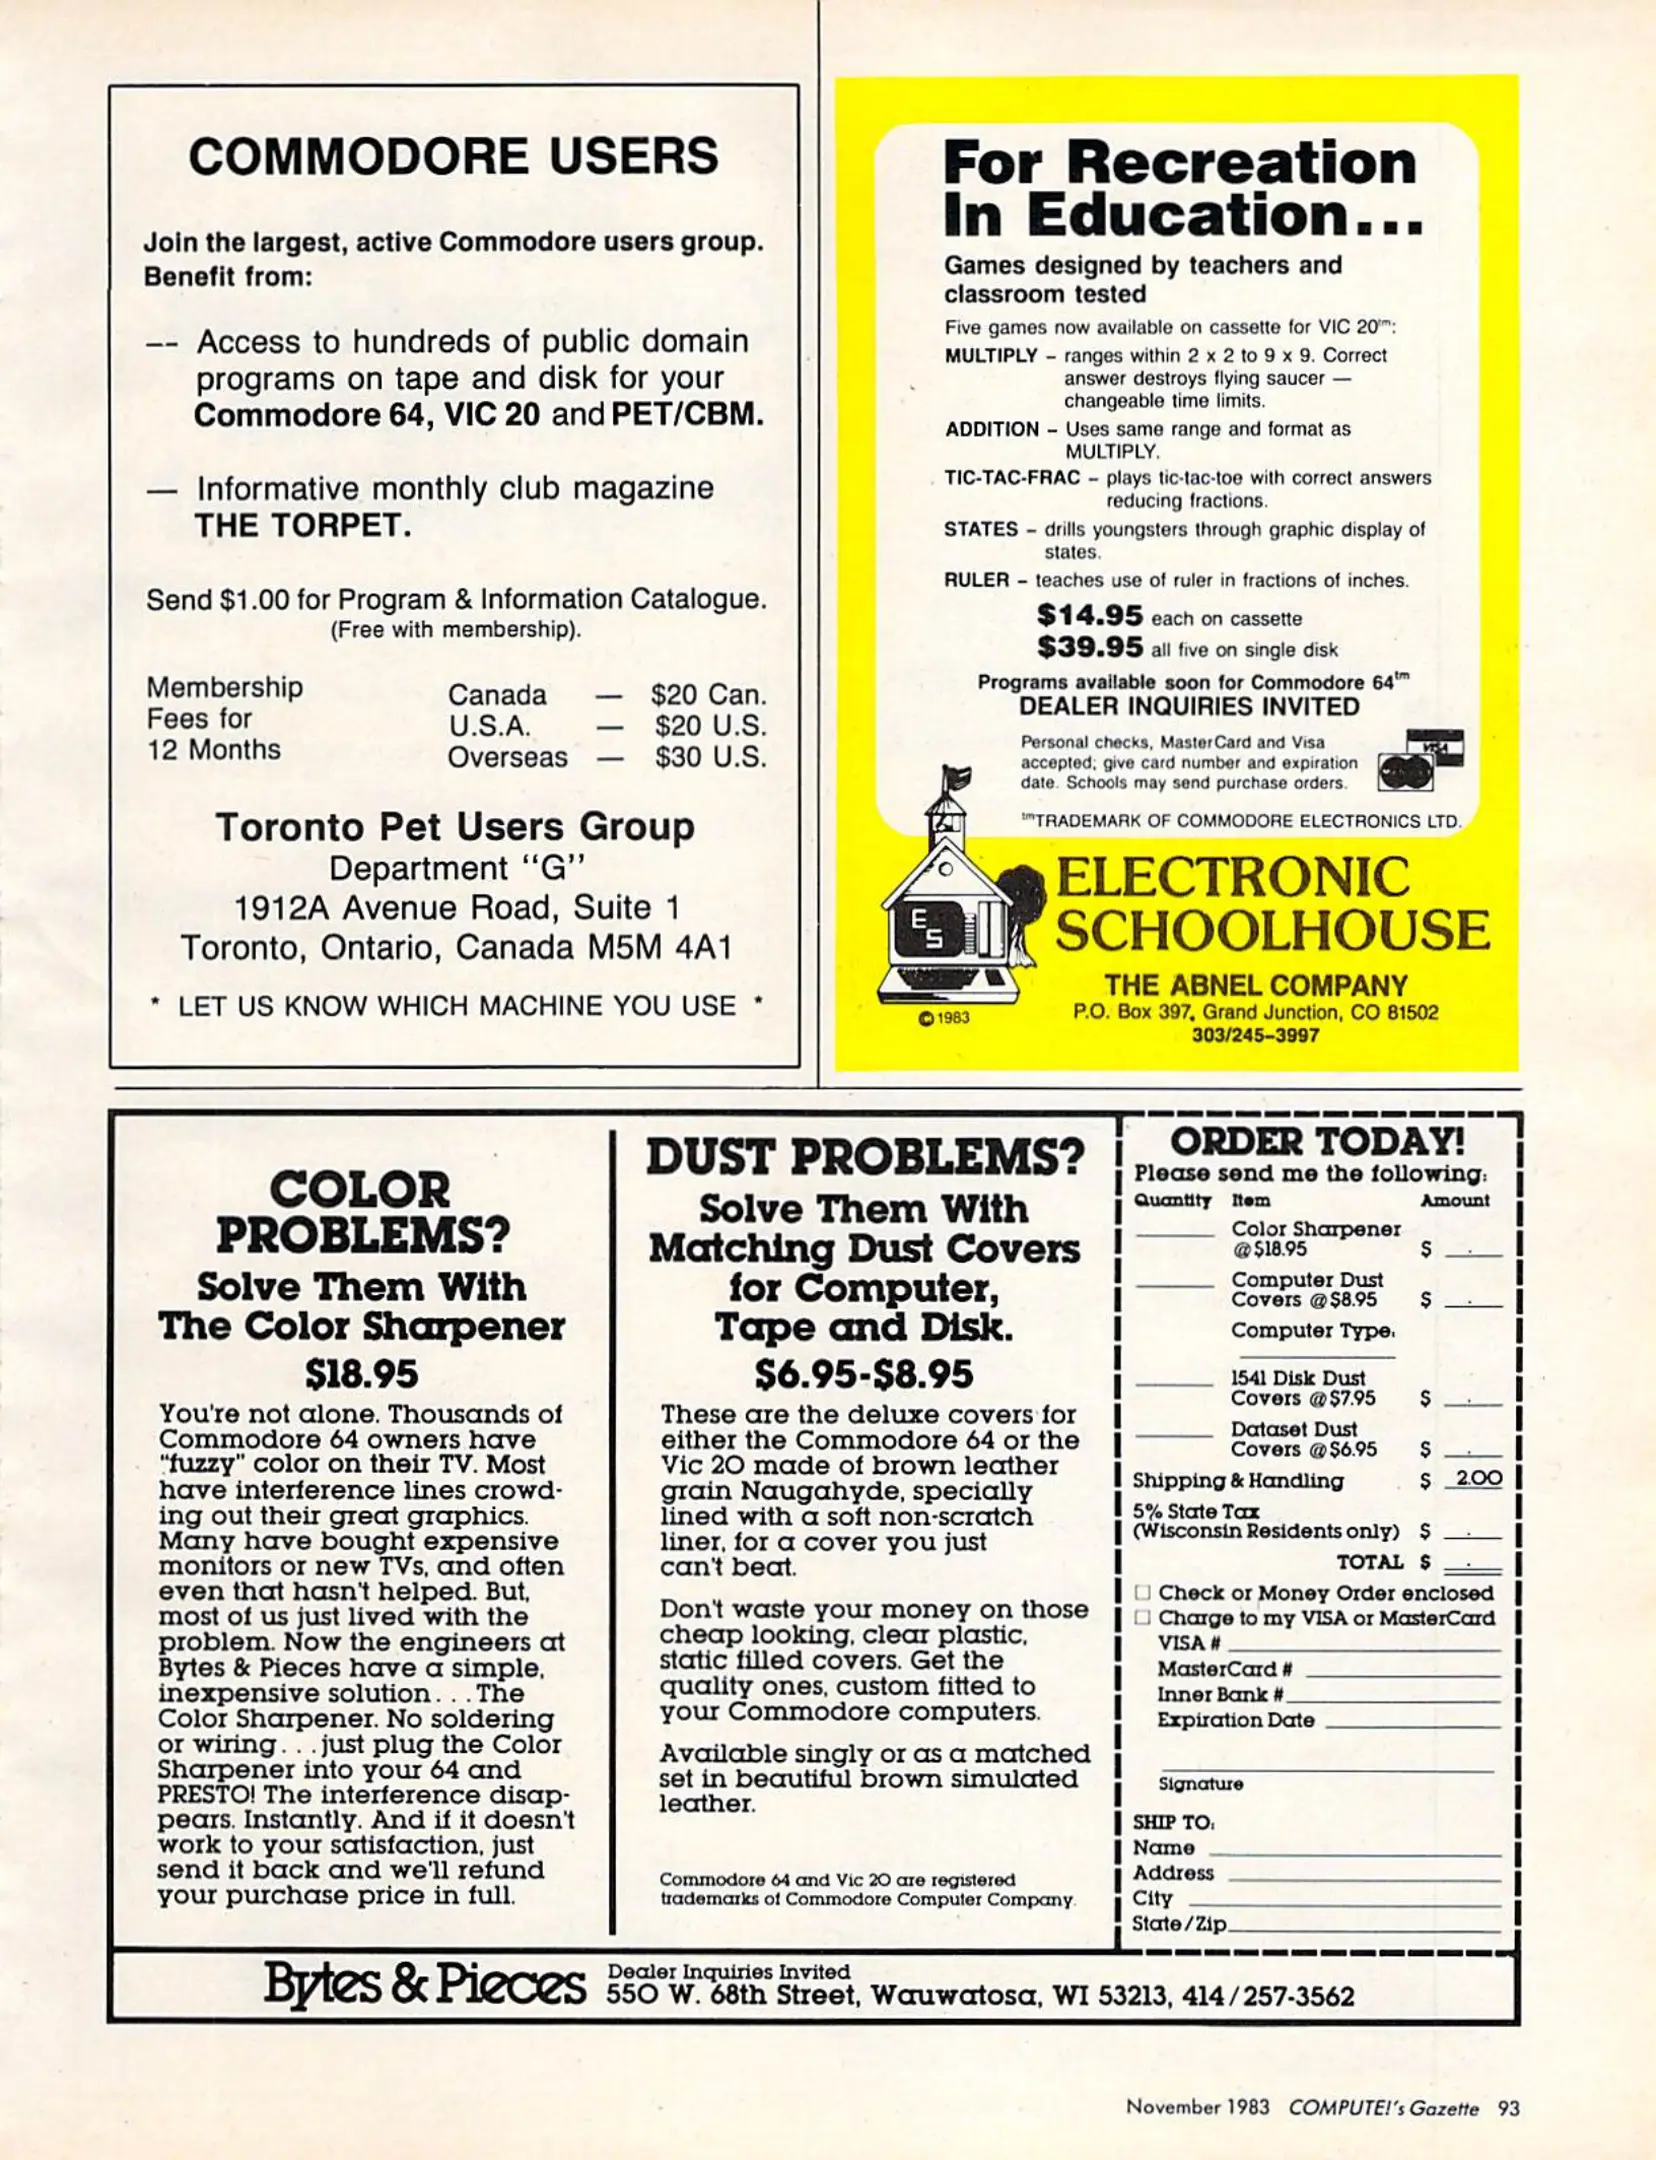 COMMODORE USERS
Join the largest, active Commodore users group.
Benefit from:
-- Access to hundreds of public domain
programs on tape and disk for your
Commodore 64, VIC 20 and PET/CBM.
— Informative monthly club magazine
THE TORPET.
Send $1.00 for Program & Information Catalogue.
(Free with membership).
Membership
Fees for
12 Months
Canada — $20 Can.
U.S.A. — $20 U.S.
Overseas — $30 U.S.
Toronto Pet Users Group
Department "G"
1912A Avenue Road, Suite 1
Toronto, Ontario, Canada M5M 4A1
* LET US KNOW WHICH MACHINE YOU USE *
For Recreation
In Education...
Games designed by teachers and
classroom tested
Five games now available on cassette for VIC 20tm:
MULTIPLY – ranges within 2 x 2 to 9 x 9. Correct
answer destroys flying saucer —
changeable time limits.
ADDITION – Uses same range and format as
MULTIPLY.
TIC-TAC-FRAC – plays tic-tac-toe with correct answers
reducing fractions.
STATES – drills youngsters through graphic display of
states.
RULER – teaches use of ruler in fractions of inches.
$14.95 each on cassette
$39.95 all five on single disk
Programs available soon for Commodore 64tm
DEALER INQUIRIES INVITED
Personal checks, MasterCard and Visa
accepted; give card number and expiration
date. Schools may send purchase orders.
VISA
tmTRADEMARK OF COMMODORE ELECTRONICS LTD.
E
S
ELECTRONIC
SCHOOLHOUSE
THE ABNEL COMPANY
P.O. Box 397, Grand Junction, CO 81502
303/245–3997
© 1983
COLOR
PROBLEMS?
Solve Them With
The Color Sharpener
$18.95
You're not alone. Thousands of
Commodore 64 owners have
"fuzzy" color on their TV. Most
have interference lines crowd-
ing out their great graphics.
Many have bought expensive
monitors or new TVs, and often
even that hasn't helped. But,
most of us just lived with the
problem. Now the engineers at
Bytes & Pieces have a simple,
inexpensive solution. . .The
Color Sharpener. No soldering
or wiring. . .just plug the Color
Sharpener into your 64 and
PRESTO! The interference disap-
pears. Instantly. And if it doesn't
work to your satisfaction, just
send it back and we'll refund
your purchase price in full.
DUST PROBLEMS?
Solve Them With
Matching Dust Covers
for Computer,
Tape and Disk.
$6.95-$8.95
These are the deluxe covers for
either the Commodore 64 or the
Vic 20 made of brown leather
grain Naugahyde, specially
lined with a soft non-scratch
liner, for a cover you just
can't beat.
Don't waste your money on those
cheap looking, clear plastic,
static filled covers. Get the
quality ones, custom fitted to
your Commodore computers.
Available singly or as a matched
set in beautiful brown simulated
leather.
Commodore 64 and Vic 20 are registered
trademarks of Commodore Computer Company.
ORDER TODAY!
Please send me the following:
Quantity Item Amount
Color Sharpener
@ $18.95 $ .
Computer Dust
Covers @ $8.95 $ .
Computer Type:
1541 Disk Dust
Covers @ $7.95 $ .
Dataset Dust
Covers @ $6.95 $ .
Shipping & Handling $ 2.00
5% State Tax
(Wisconsin Residents only) $ .
TOTAL $ .
☐ Check or Money Order enclosed
☐ Charge to my VISA or MasterCard
VISA #
MasterCard #
Inner Bank #
Expiration Date
Signature
SHIP TO:
Name
Address
City
State/Zip
Bytes & Pieces
Dealer Inquiries Invited
550 W. 68th Street, Wauwatosa, WI 53213, 414/257-3562
November 1983 COMPUTE!'s Gazette 93